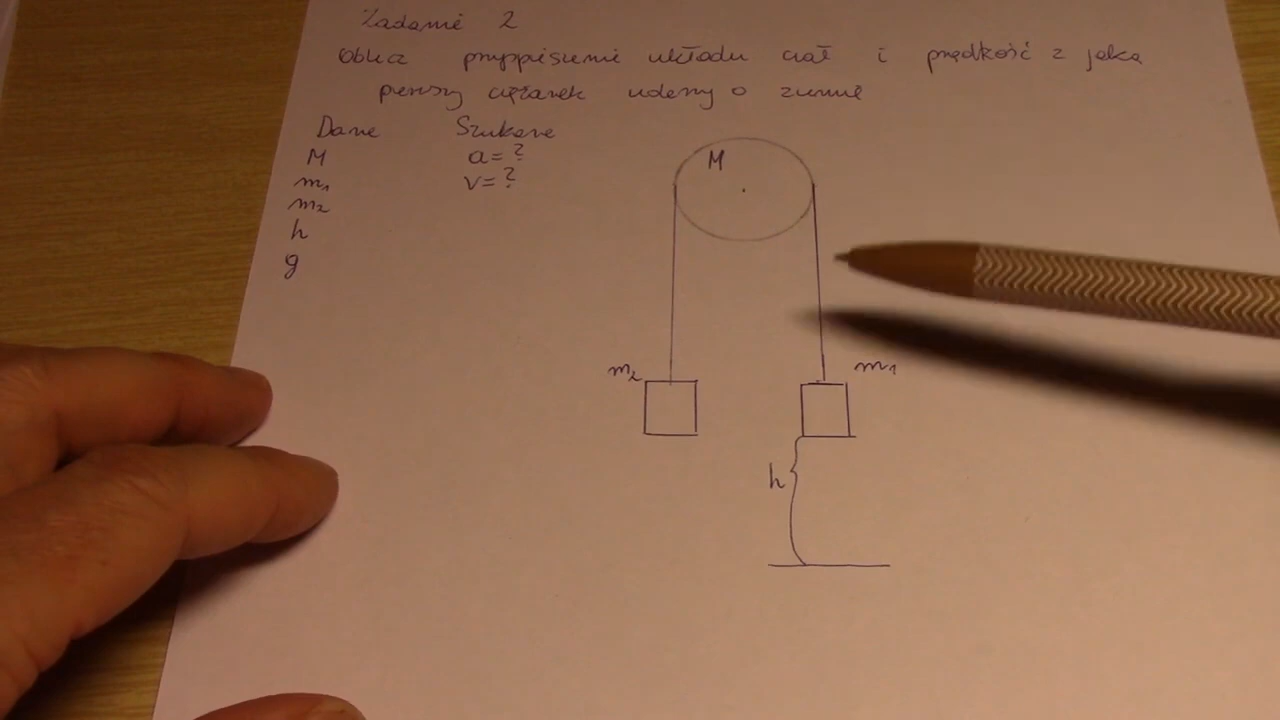 Zadanie 2
Oblicz przyspieszenie układu ciał i prędkość z jaką
pierwszy ciężarek uderzy o ziemię
Dane Szukane
M a=?
m₁ v=?
m₂
h
g
M
m₂ m₁
h